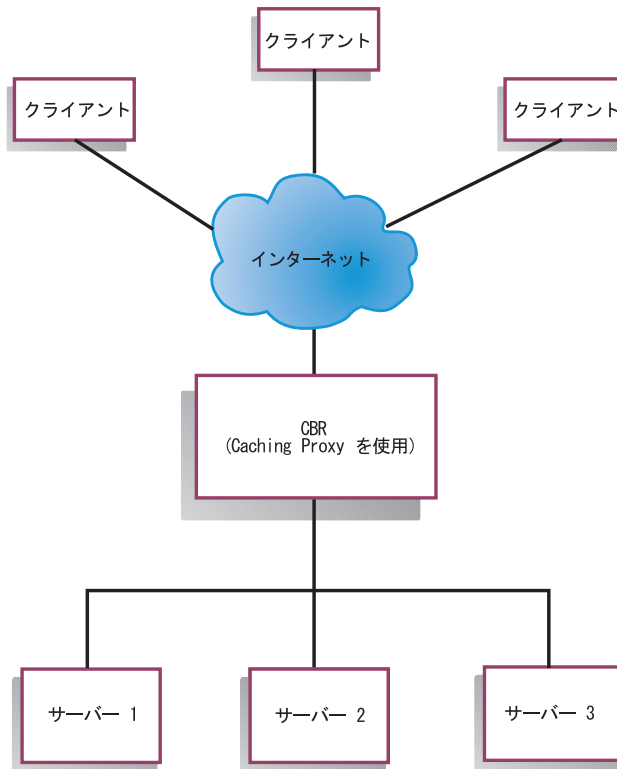 クライアント
クライアント
クライアント
インターネット
CBR
(Caching Proxy を使用)
サーバー 1
サーバー 2
サーバー 3